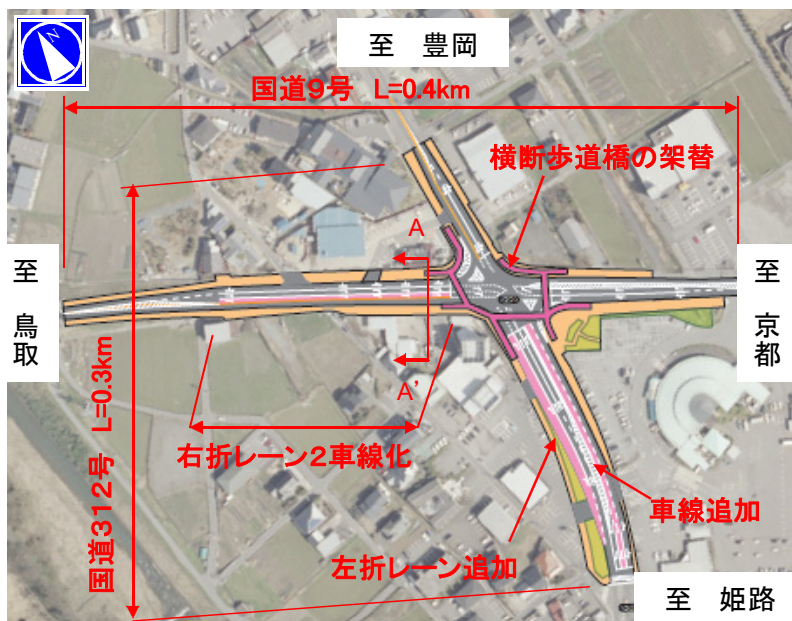 N
至　豊岡
国道９号　L=0.4km
横断歩道橋の架替
A
至　鳥取
至　京都
A’
国道３１２号　L=0.3km
右折レーン２車線化
車線追加
左折レーン追加
至　姫路